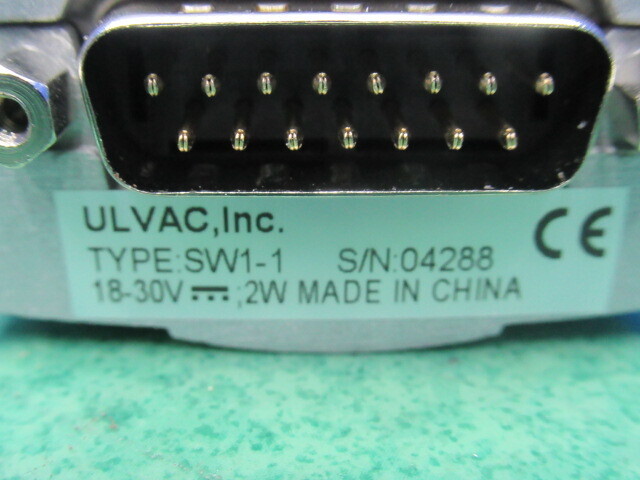 ULVAC,Inc.
TYPE:SW1-1 S/N:04288
18-30V⎓;2W MADE IN CHINA
CE